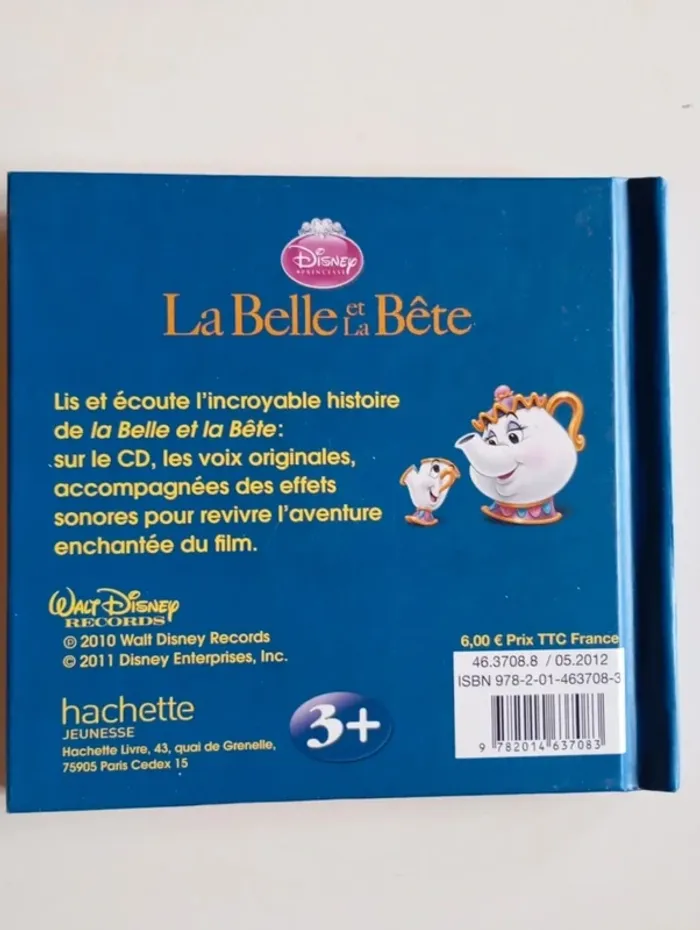 Disney
PRINCESSE
La Belle et La Bête
Lis et écoute l'incroyable histoire
de la Belle et la Bête :
sur le CD, les voix originales,
accompagnées des effets
sonores pour revivre l'aventure
enchantée du film.
WALT DISNEY
RECORDS
℗ 2010 Walt Disney Records
© 2011 Disney Enterprises, Inc.
hachette
JEUNESSE
Hachette Livre, 43, quai de Grenelle,
75905 Paris Cedex 15
3+
6,00 € Prix TTC France
46.3708.8 / 05.2012
ISBN 978-2-01-463708-3
9 782014 637083